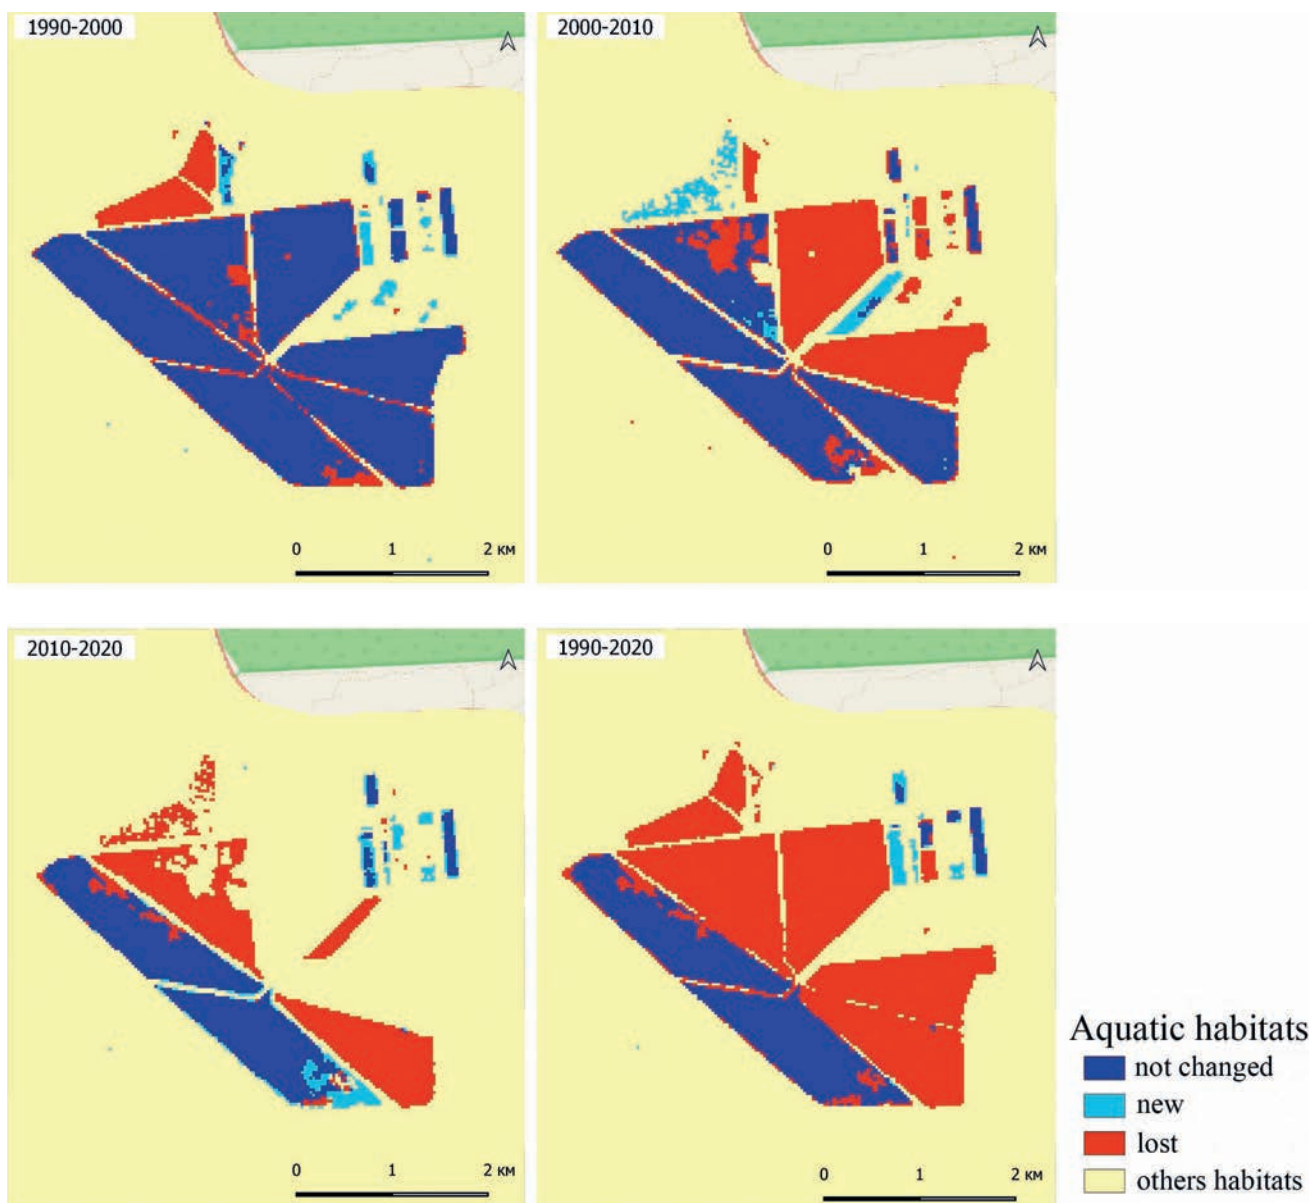 1990-2000
2000-2010
0 1 2 км
0 1 2 км
2010-2020
1990-2020
0 1 2 км
0 1 2 км
Aquatic habitats
not changed
new
lost
others habitats